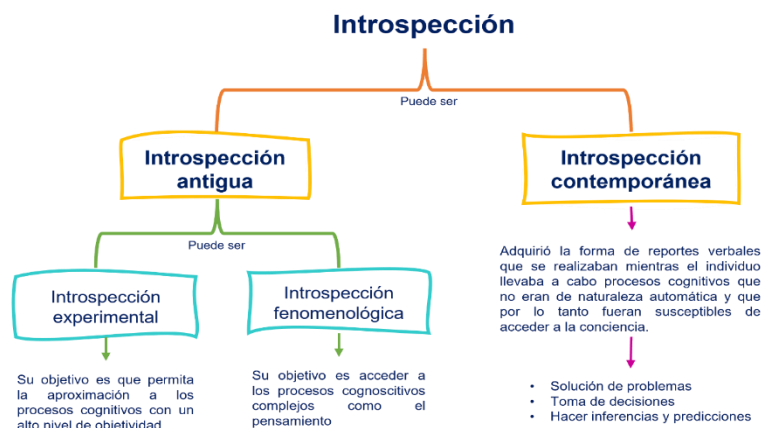 Introspección
Puede ser
Introspección
antigua
Introspección
contemporánea
Puede ser
Introspección
experimental
Introspección
fenomenológica
Adquirió la forma de reportes verbales
que se realizaban mientras el individuo
llevaba a cabo procesos cognitivos que
no eran de naturaleza automática y que
por lo tanto fueran susceptibles de
acceder a la conciencia.
Su objetivo es que permita
la aproximación a los
procesos cognitivos con un
alto nivel de objetividad
Su objetivo es acceder a
los procesos cognoscitivos
complejos como el
pensamiento
• Solución de problemas
• Toma de decisiones
• Hacer inferencias y predicciones